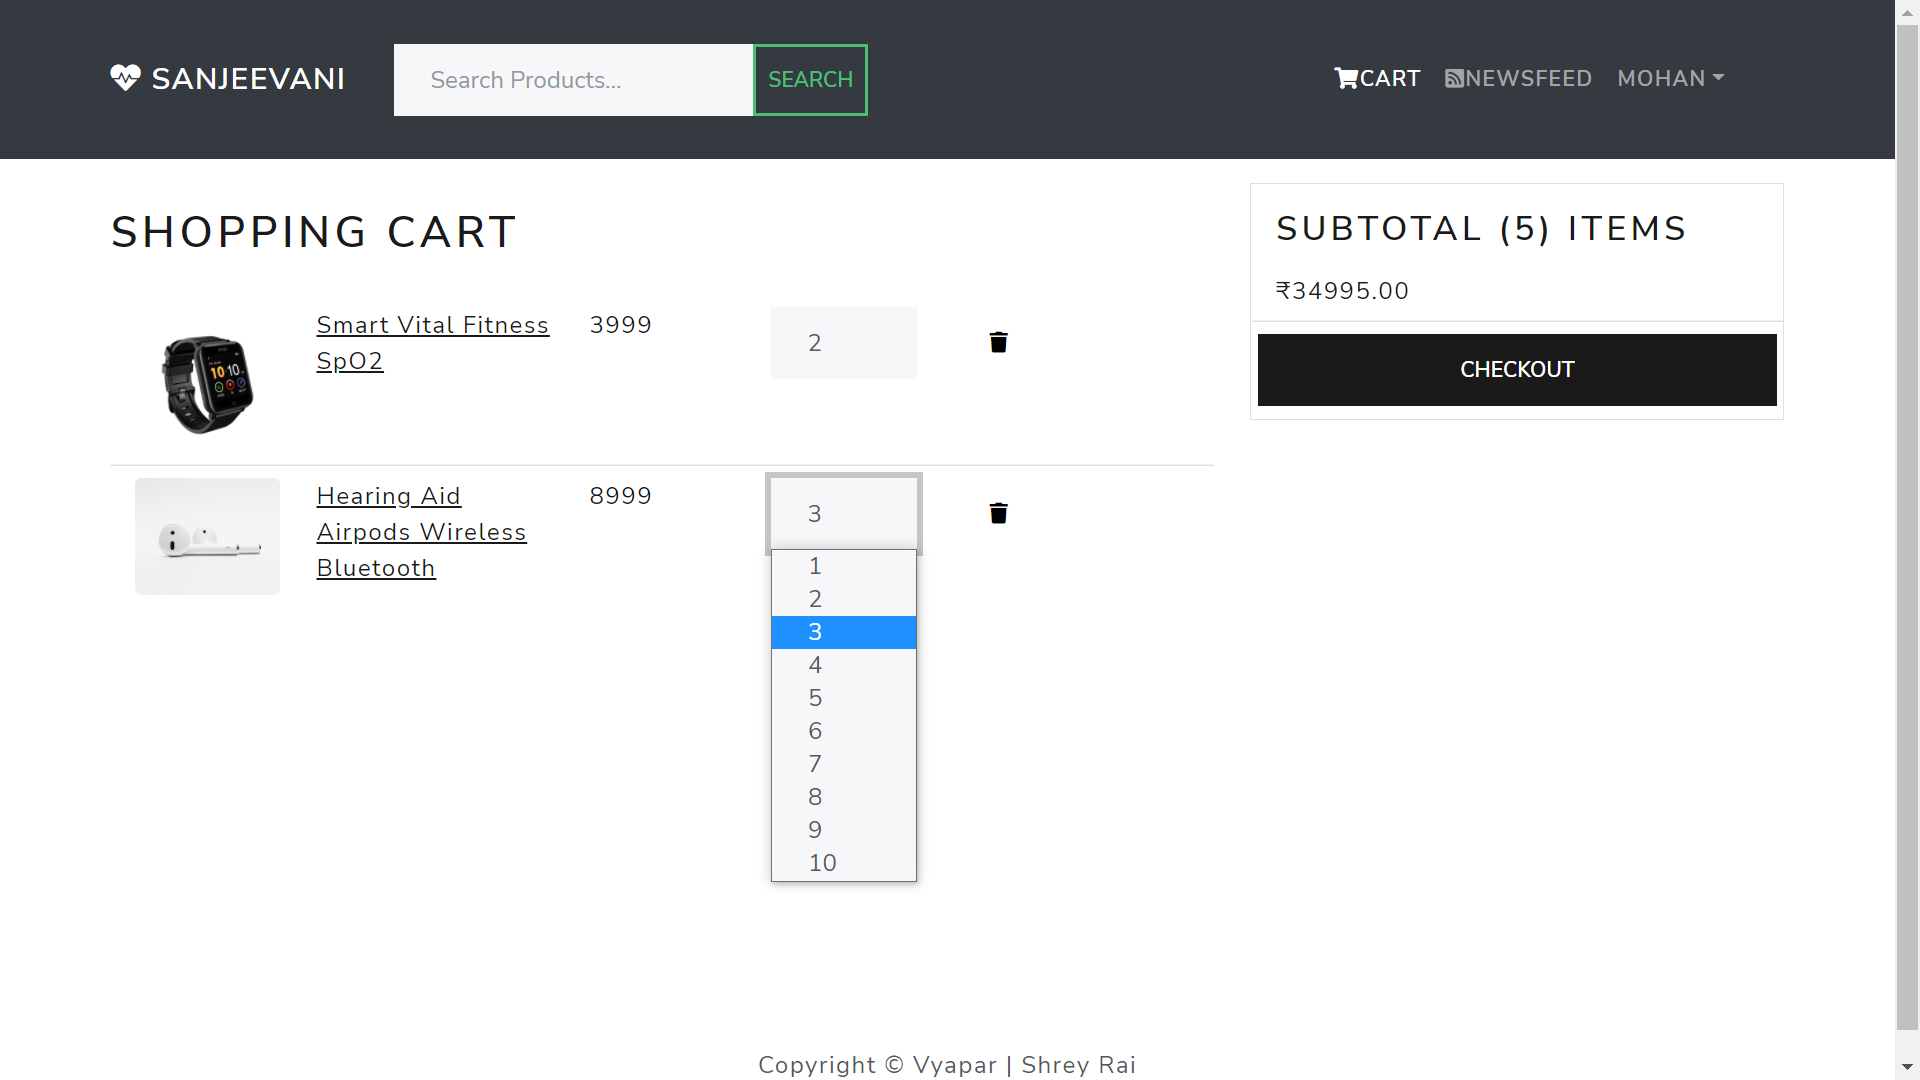 SANJEEVANI
Search Products...
SEARCH
CART
NEWSFEED
MOHAN
SHOPPING CART
Smart Vital Fitness
SpO2
3999
2
Hearing Aid
Airpods Wireless
Bluetooth
8999
3
1
2
3
4
5
6
7
8
9
10
SUBTOTAL (5) ITEMS
₹34995.00
CHECKOUT
Copyright © Vyapar | Shrey Rai